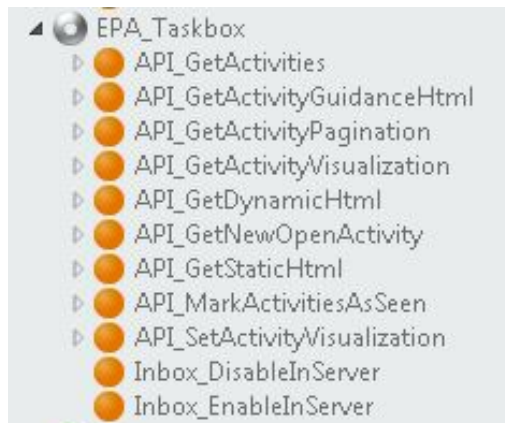 EPA_Taskbox
API_GetActivities
API_GetActivityGuidanceHtml
API_GetActivityPagination
API_GetActivityVisualization
API_GetDynamicHtml
API_GetNewOpenActivity
API_GetStaticHtml
API_MarkActivitiesAsSeen
API_SetActivityVisualization
Inbox_DisableInServer
Inbox_EnableInServer